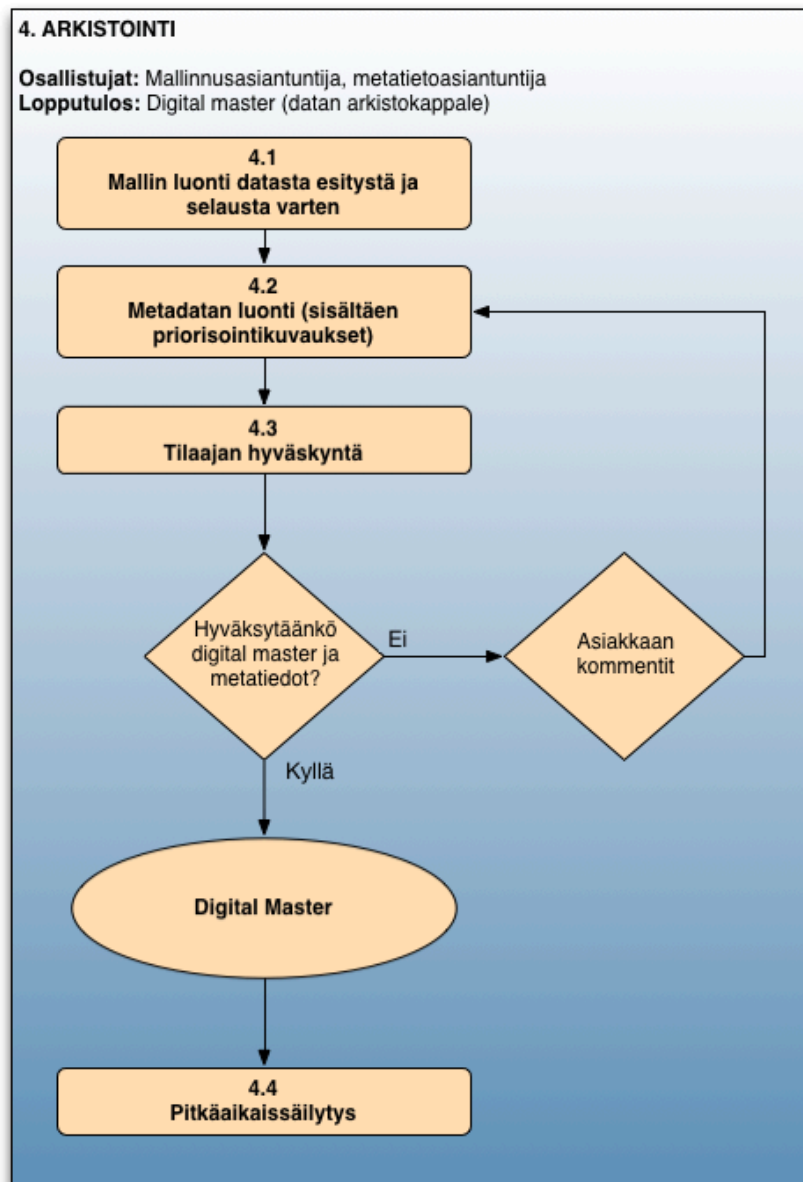 4. ARKISTOINTI
Osallistujat: Mallinnusasiantuntija, metatietoasiantuntija
Lopputulos: Digital master (datan arkistokappale)
4.1
Mallin luonti datasta esitystä ja
selausta varten
4.2
Metadatan luonti (sisältäen
priorisointikuvaukset)
4.3
Tilaajan hyväskyntä
Hyväksytäänkö
digital master ja
metatiedot?
Ei
Asiakkaan
kommentit
Kyllä
Digital Master
4.4
Pitkäaikaissäilytys